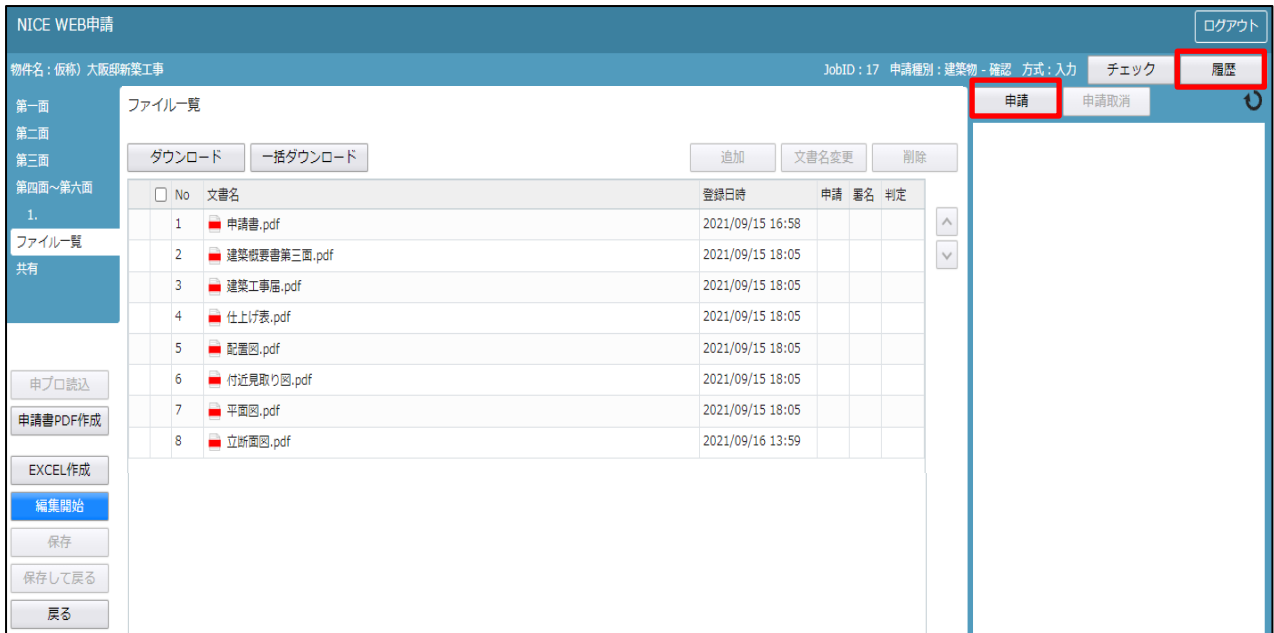 NICE WEB申請
ログアウト
物件名：仮称）大阪邸新築工事
JobID：17 申請種別：建築物 - 確認 方式：入力
チェック
履歴
第一面
第二面
第三面
第四面～第六面
1.
ファイル一覧
共有
申プロ読込
申請書PDF作成
EXCEL作成
編集開始
保存
保存して戻る
戻る
ファイル一覧
ダウンロード 一括ダウンロード 追加 文書名変更 削除
No 文書名 登録日時 申請 署名 判定
1 申請書.pdf 2021/09/15 16:58
2 建築概要書第三面.pdf 2021/09/15 18:05
3 建築工事届.pdf 2021/09/15 18:05
4 仕上げ表.pdf 2021/09/15 18:05
5 配置図.pdf 2021/09/15 18:05
6 付近見取り図.pdf 2021/09/15 18:05
7 平面図.pdf 2021/09/15 18:05
8 立断面図.pdf 2021/09/16 13:59
申請 申請取消